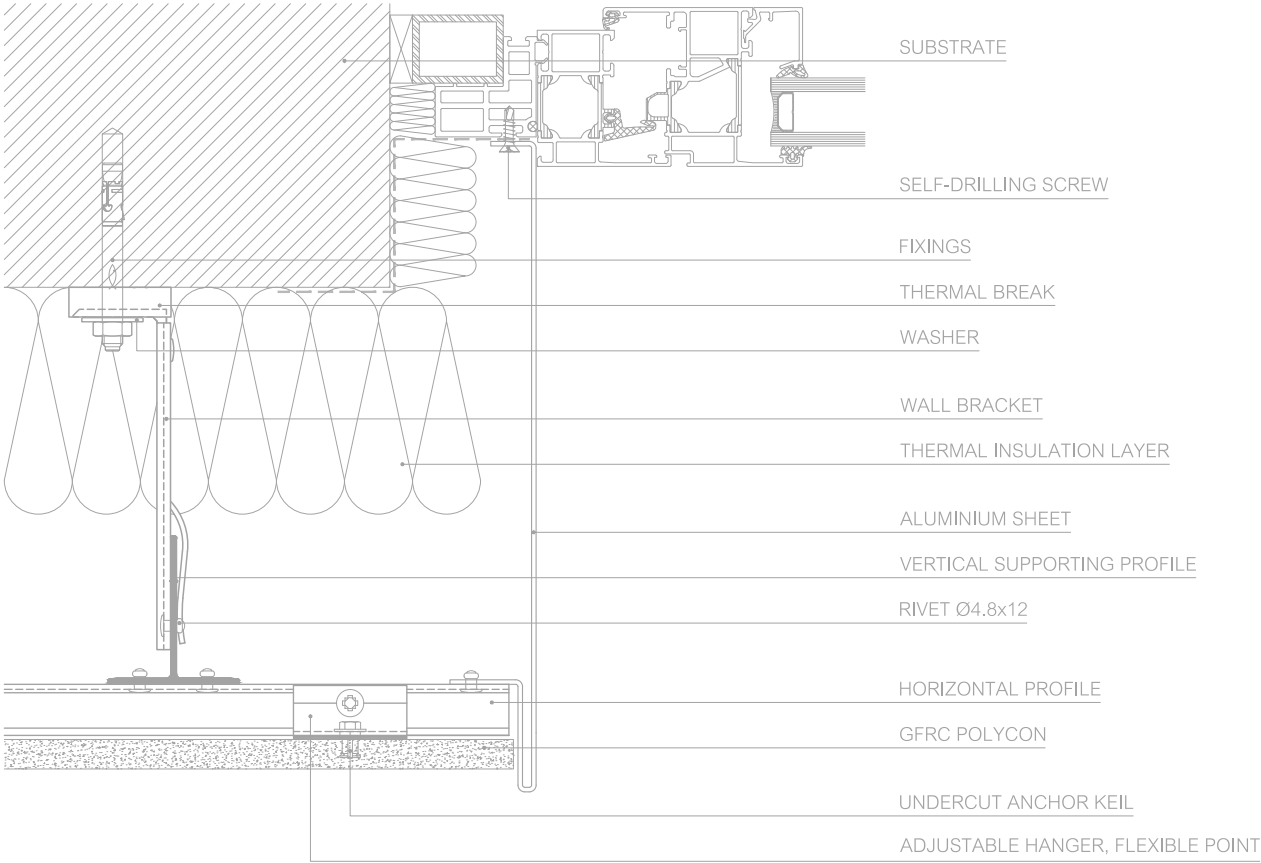 SUBSTRATE
SELF-DRILLING SCREW
FIXINGS
THERMAL BREAK
WASHER
WALL BRACKET
THERMAL INSULATION LAYER
ALUMINIUM SHEET
VERTICAL SUPPORTING PROFILE
RIVET Ø4.8x12
HORIZONTAL PROFILE
GFRC POLYCON
UNDERCUT ANCHOR KEIL
ADJUSTABLE HANGER, FLEXIBLE POINT